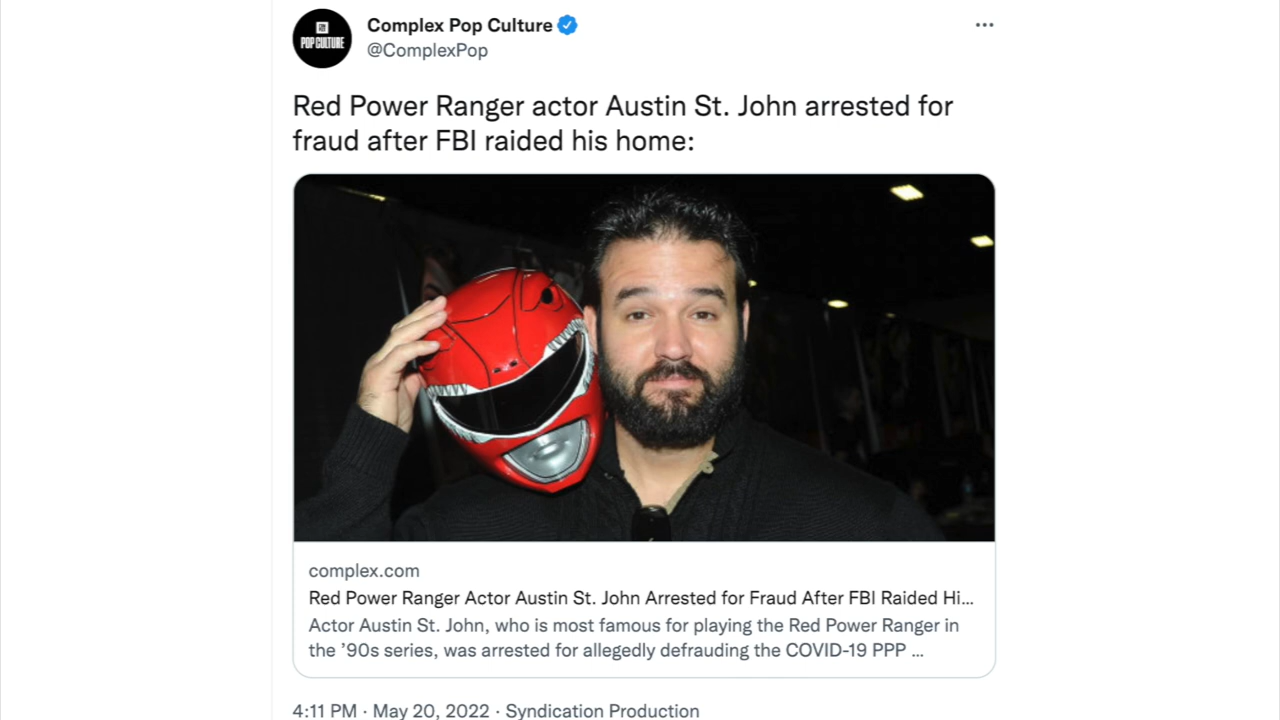 POP CULTURE
Complex Pop Culture
@ComplexPop
Red Power Ranger actor Austin St. John arrested for
fraud after FBI raided his home:
complex.com
Red Power Ranger Actor Austin St. John Arrested for Fraud After FBI Raided Hi...
Actor Austin St. John, who is most famous for playing the Red Power Ranger in
the ’90s series, was arrested for allegedly defrauding the COVID-19 PPP ...
4:11 PM · May 20, 2022 · Syndication Production